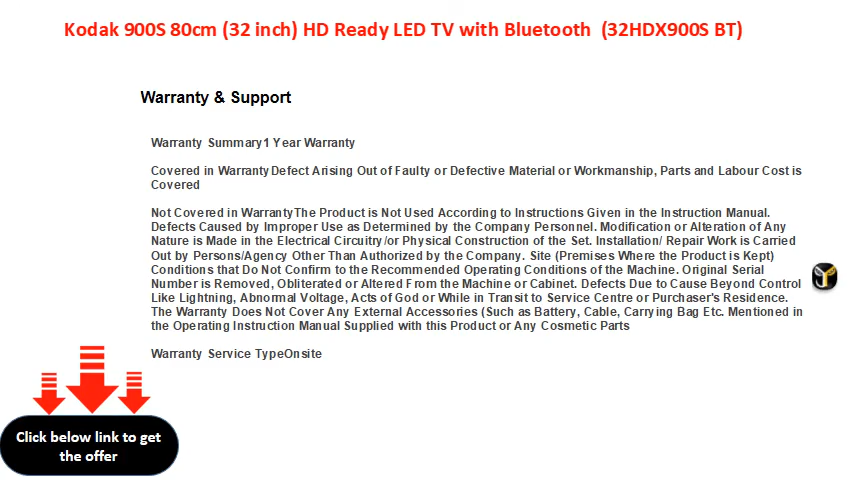 Kodak 900S 80cm (32 inch) HD Ready LED TV with Bluetooth (32HDX900S BT)
Warranty & Support
Warranty Summary1 Year Warranty
Covered in WarrantyDefect Arising Out of Faulty or Defective Material or Workmanship, Parts and Labour Cost is
Covered
Not Covered in WarrantyThe Product is Not Used According to Instructions Given in the Instruction Manual.
Defects Caused by Improper Use as Determined by the Company Personnel. Modification or Alteration of Any
Nature is Made in the Electrical Circuitry/or Physical Construction of the Set. Installation/ Repair Work is Carried
Out by Persons/Agency Other Than Authorized by the Company. Site (Premises Where the Product is Kept)
Conditions that Do Not Confirm to the Recommended Operating Conditions of the Machine. Original Serial
Number is Removed, Obliterated or Altered From the Machine or Cabinet. Defects Due to Cause Beyond Control
Like Lightning, Abnormal Voltage, Acts of God or While in Transit to Service Centre or Purchaser's Residence.
The Warranty Does Not Cover Any External Accessories (Such as Battery, Cable, Carrying Bag Etc. Mentioned in
the Operating Instruction Manual Supplied with this Product or Any Cosmetic Parts
Warranty Service TypeOnsite
Click below link to get
the offer